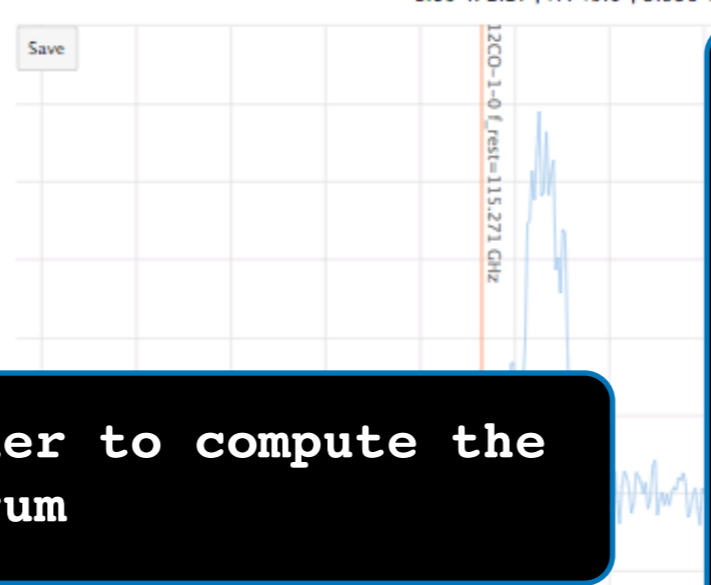 Save
12CO-1-0 f_rest=115.271 GHz
er to compute the
um